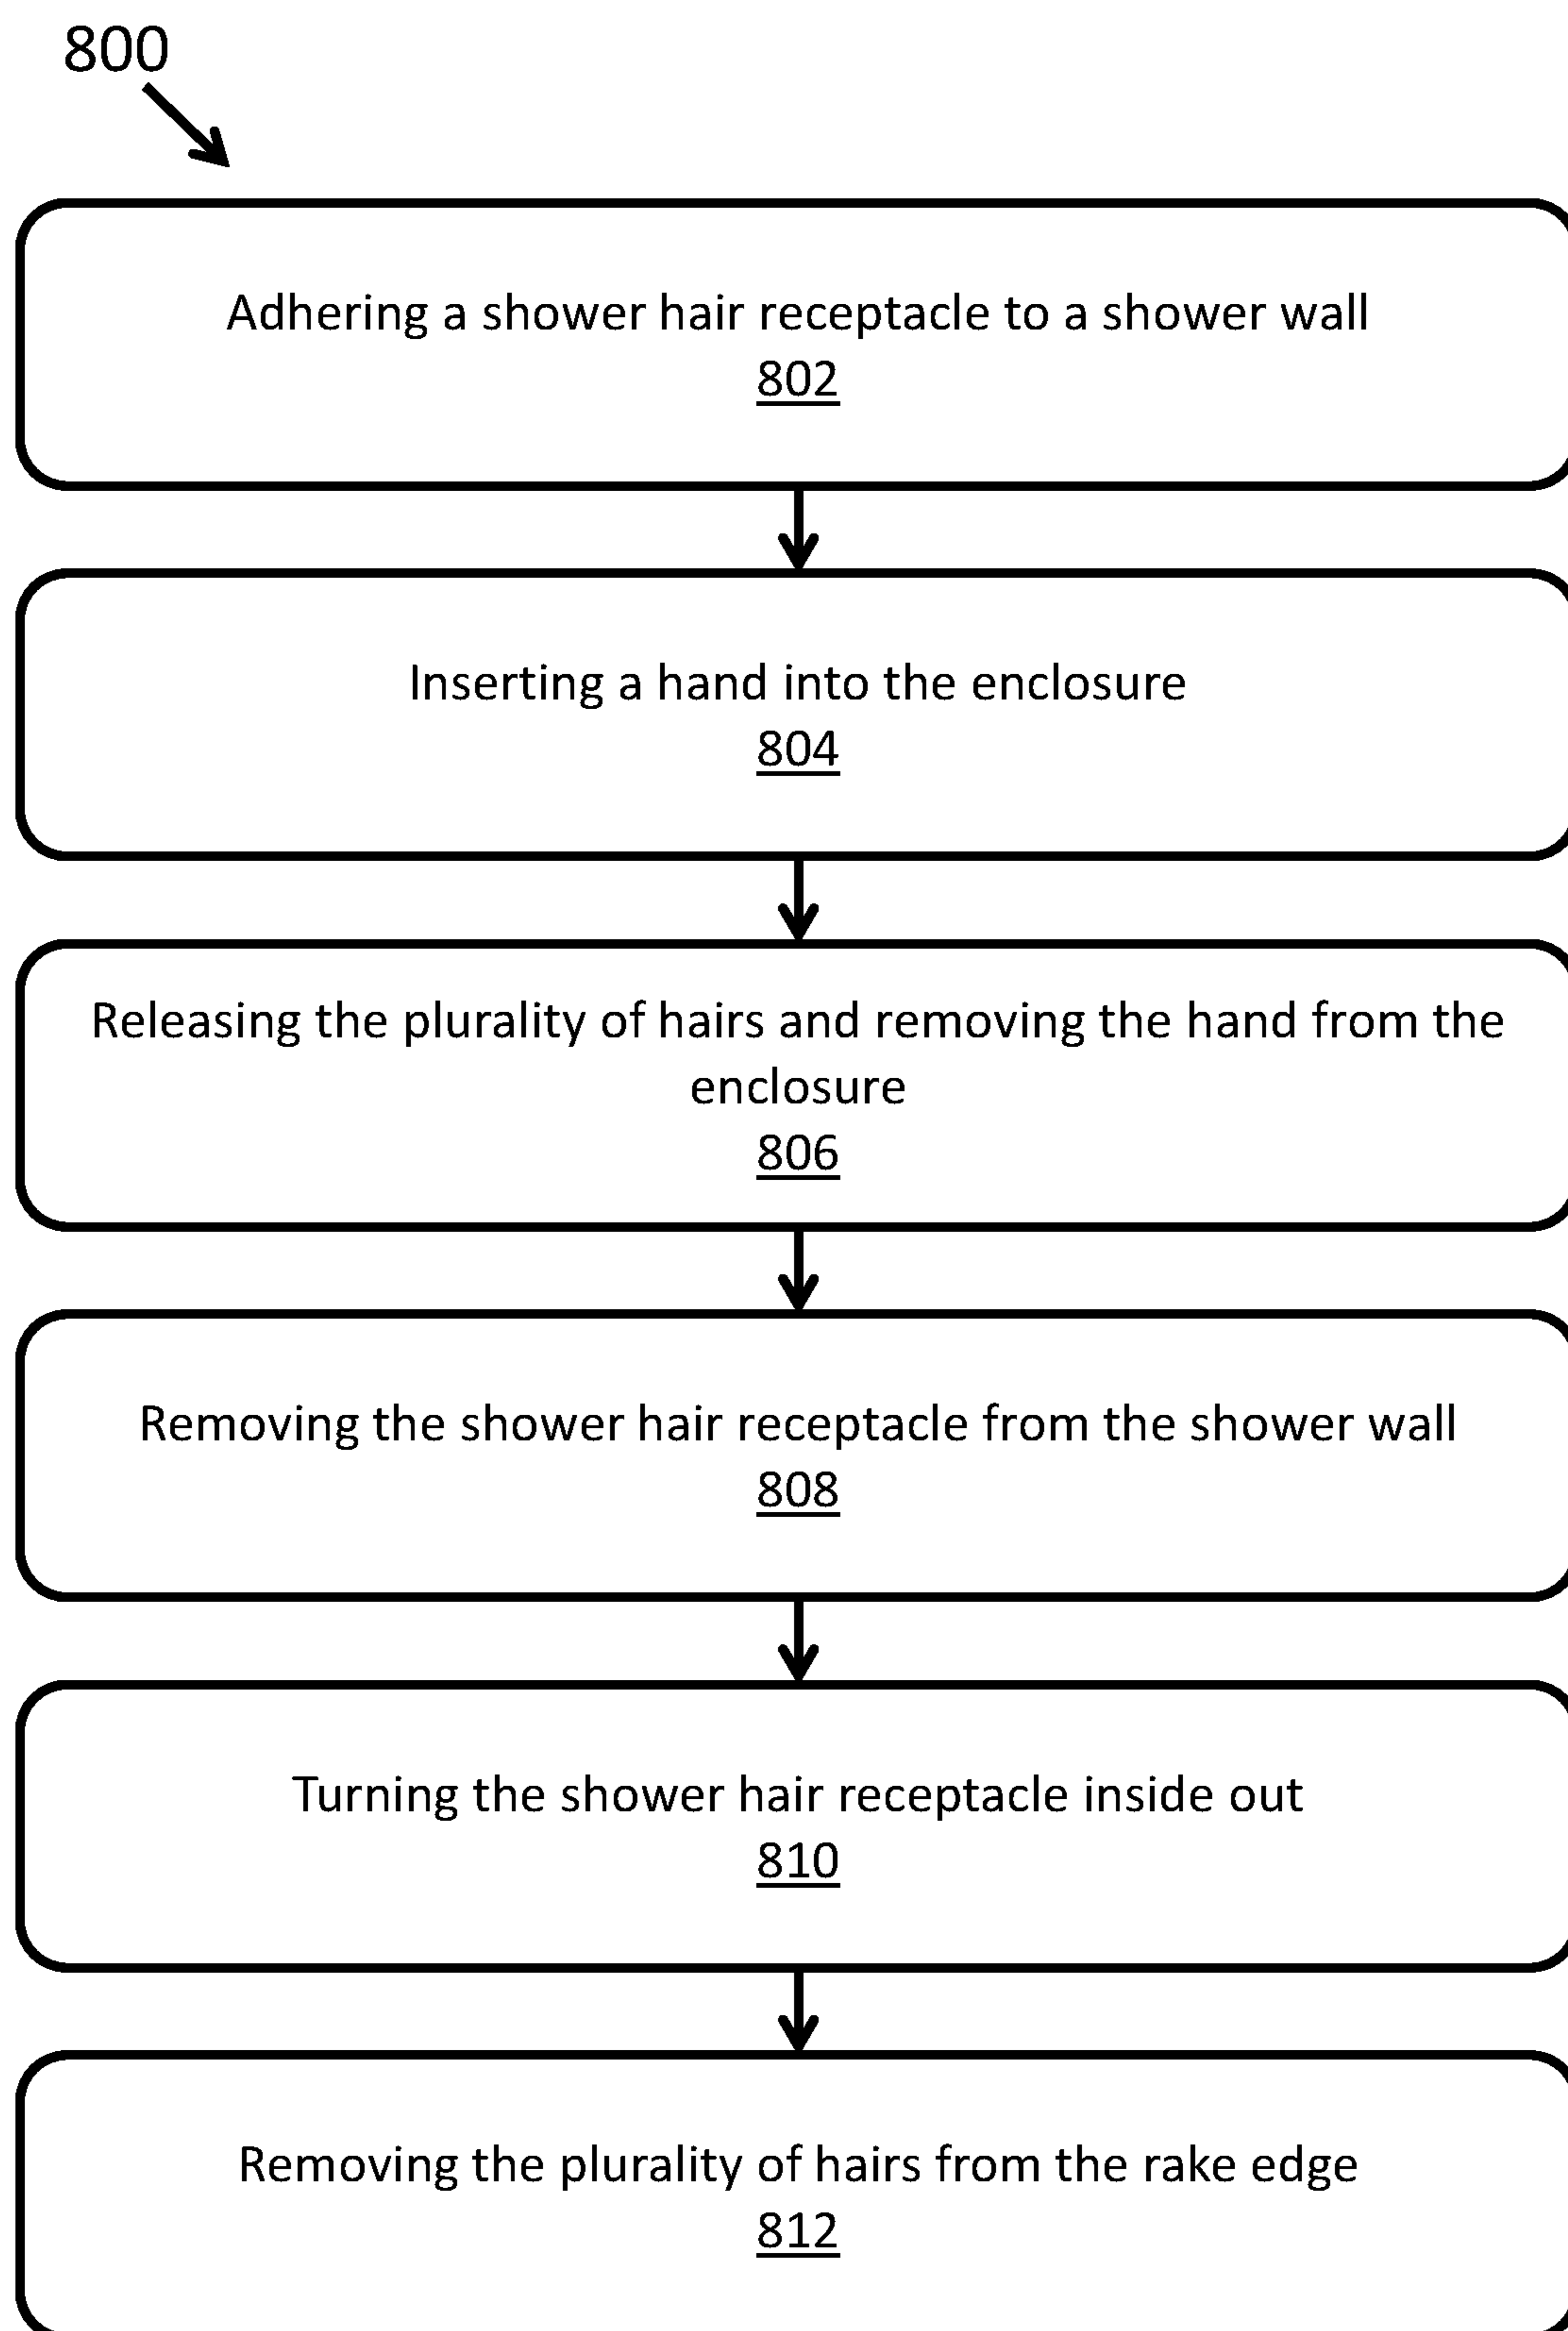 800
Adhering a shower hair receptacle to a shower wall
802
Inserting a hand into the enclosure
804
Releasing the plurality of hairs and removing the hand from the
enclosure
806
Removing the shower hair receptacle from the shower wall
808
Turning the shower hair receptacle inside out
810
Removing the plurality of hairs from the rake edge
812